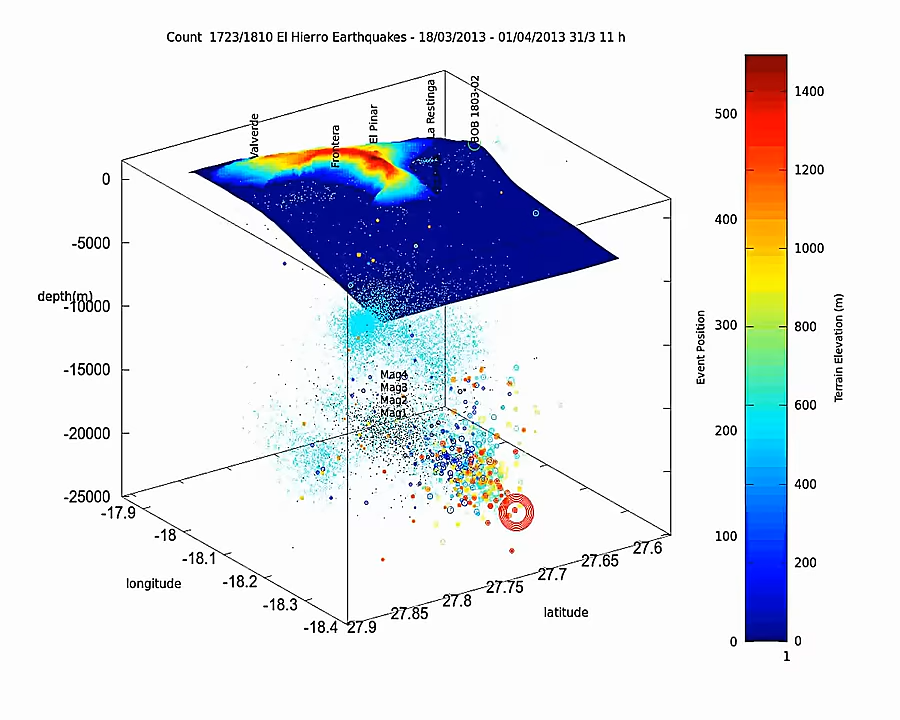 Count 1723/1810 El Hierro Earthquakes - 18/03/2013 - 01/04/2013 31/3 11 h
Valverde
Frontera
El Pinar
La Restinga
BOB 1803-02
0
-5000
-10000
-15000
-20000
-25000
depth(m)
Mag4
Mag3
Mag2
Mag1
-17.9
-18
-18.1
-18.2
-18.3
-18.4
longitude
27.9
27.85
27.8
27.75
27.7
27.65
27.6
latitude
Event Position
500
400
300
200
100
0
1400
1200
1000
800
600
400
200
0
Terrain Elevation (m)
1